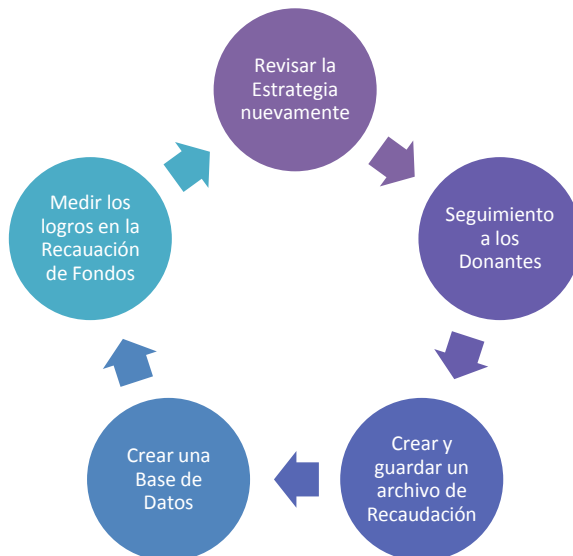 Revisar la
Estrategia
nuevamente
Seguimiento
a los
Donantes
Crear y
guardar un
archivo de
Recaudación
Crear una
Base de
Datos
Medir los
logros en la
Recauación
de Fondos